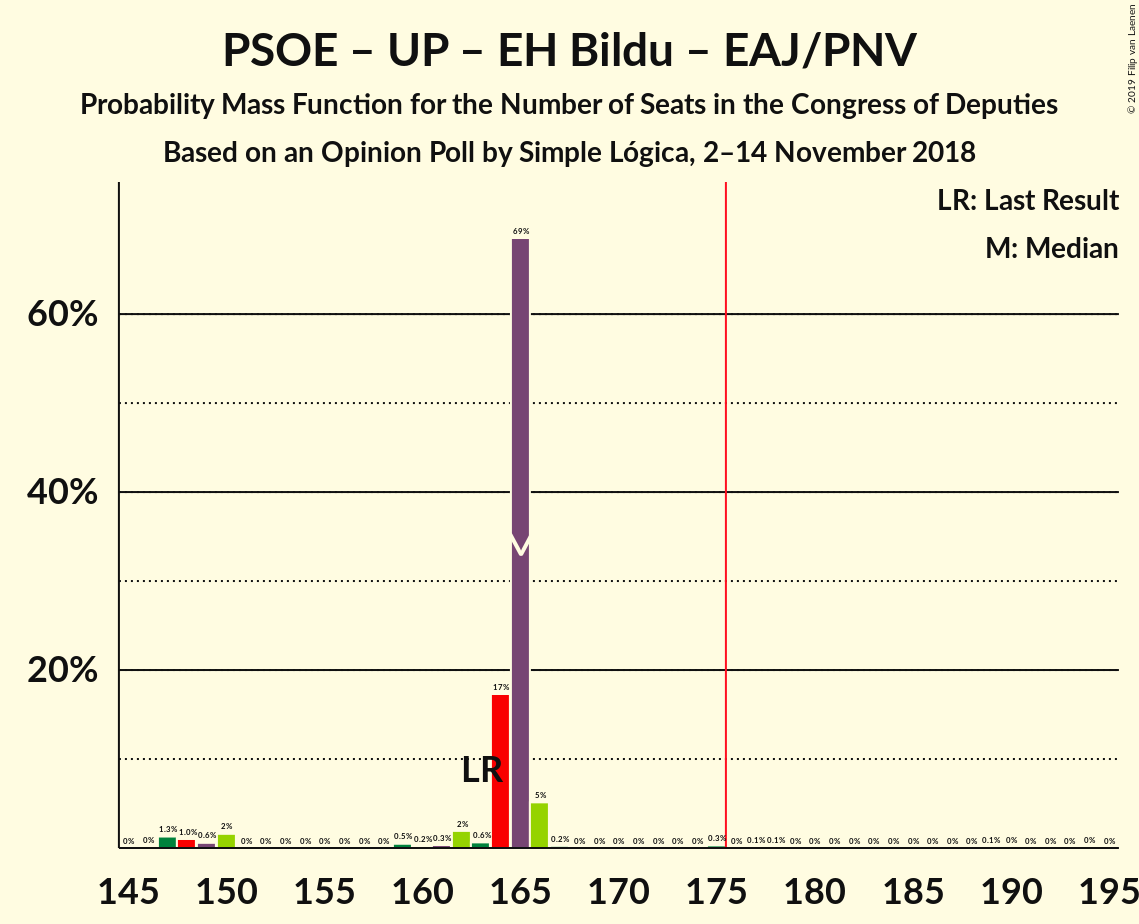 PSOE – UP – EH Bildu – EAJ/PNV
Probability Mass Function for the Number of Seats in the Congress of Deputies
Based on an Opinion Poll by Simple Lógica, 2–14 November 2018
© 2019 Filip van Laenen
LR: Last Result
M: Median
69%
60%
40%
20%
17%
LR
5%
0% 0% 1.3% 1.0% 0.6% 2% 0% 0% 0% 0% 0% 0% 0% 0% 0.5% 0.2% 0.3% 2% 0.6% 0.2% 0% 0% 0% 0% 0% 0% 0% 0.3% 0% 0.1% 0.1% 0% 0% 0% 0% 0% 0% 0% 0% 0% 0% 0.1% 0% 0% 0% 0% 0% 0%
145 150 155 160 165 170 175 180 185 190 195